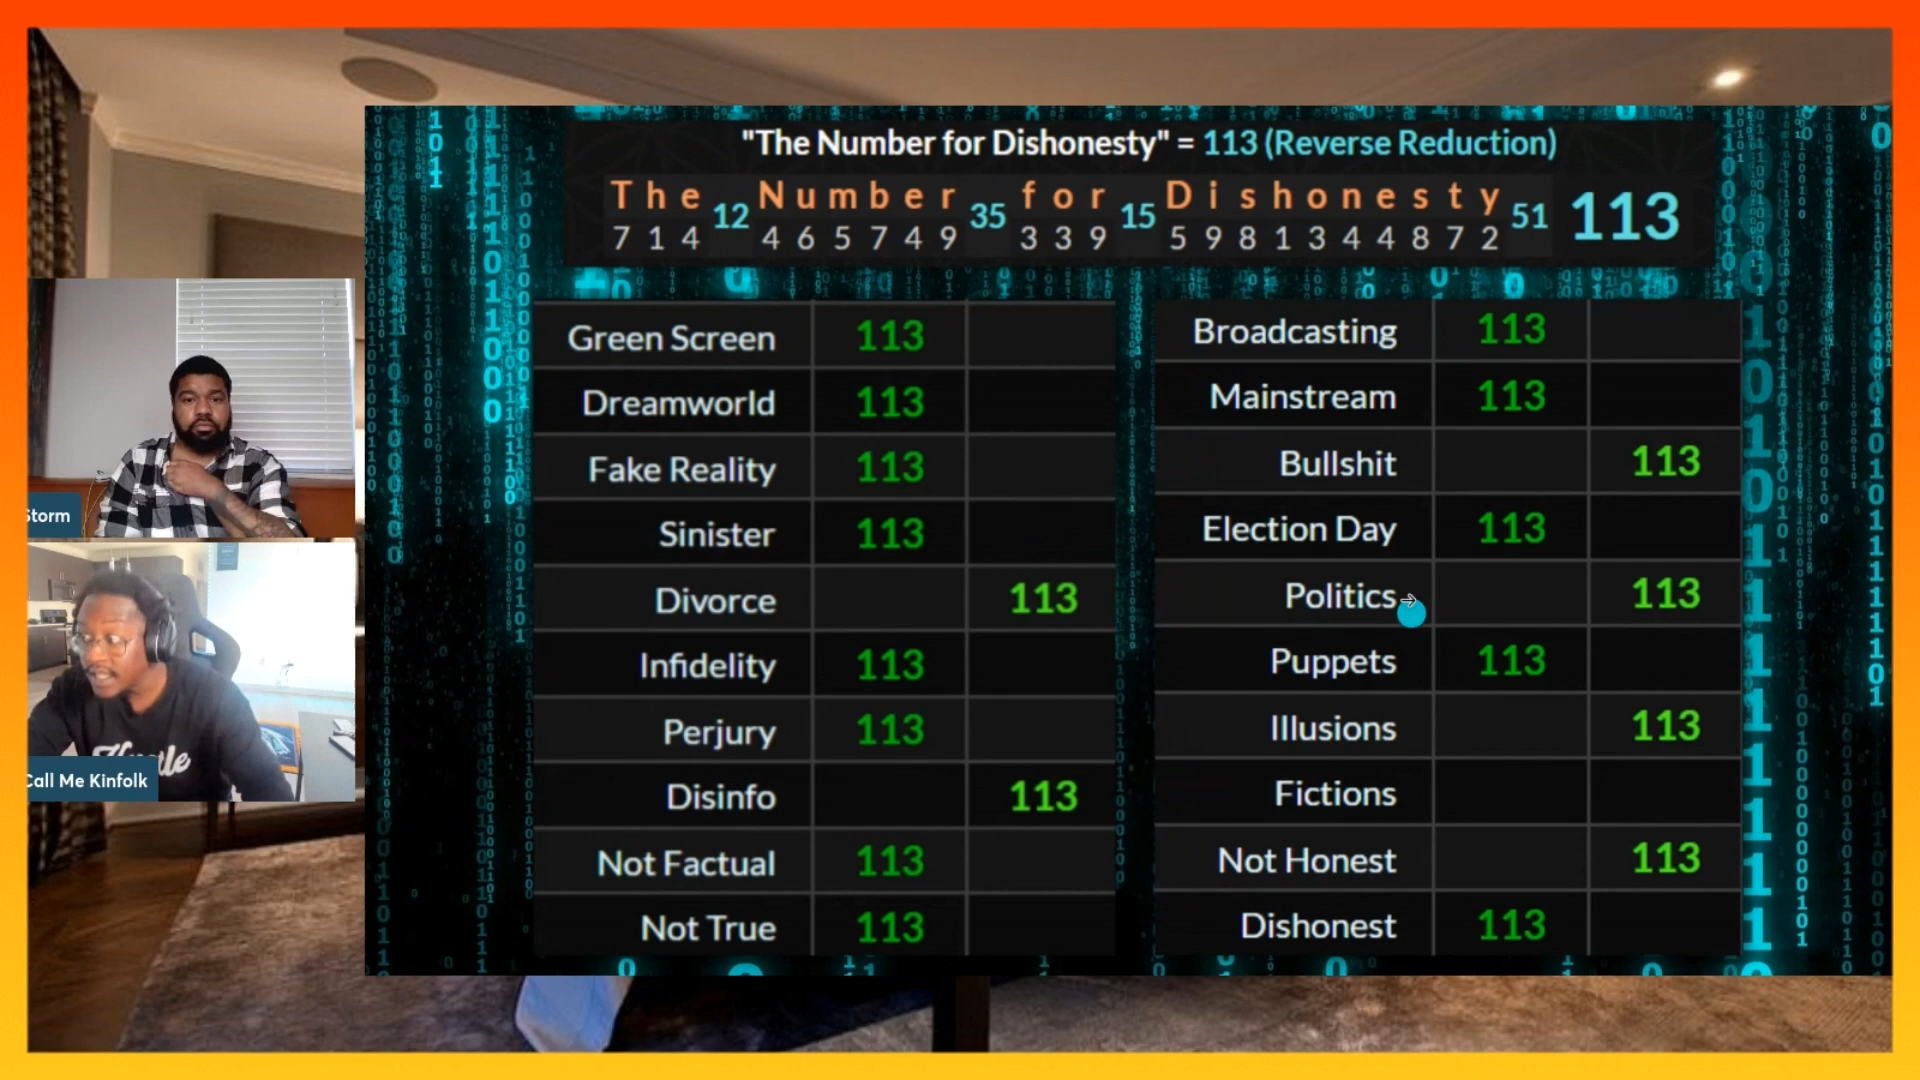 "The Number for Dishonesty" = 113 (Reverse Reduction)
The 12 Number 35 for 15 Dishonesty 51 113
7 1 4 4 6 5 7 4 9 3 3 9 5 9 8 1 3 4 4 8 7 2
Green Screen 113
Dreamworld 113
Fake Reality 113
Sinister 113
Divorce 113
Infidelity 113
Perjury 113
Disinfo 113
Not Factual 113
Not True 113
Broadcasting 113
Mainstream 113
Bullshit 113
Election Day 113
Politics 113
Puppets 113
Illusions 113
Fictions
Not Honest 113
Dishonest 113
Storm
Call Me Kinfolk